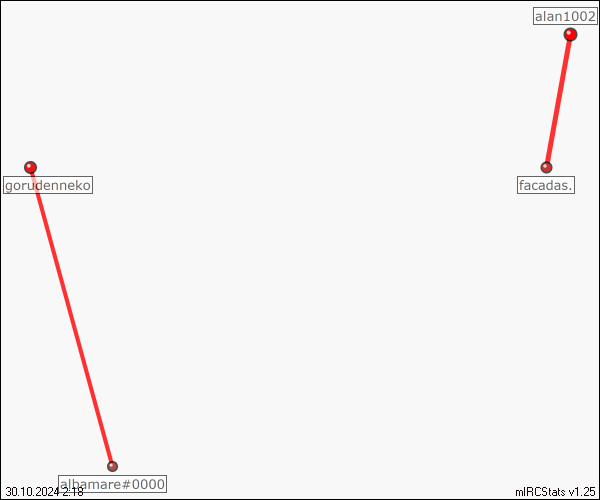 alan1002
gorudenneko
facadas.
albamare#0000
30.10.2024 2:18
mIRCStats v1.25